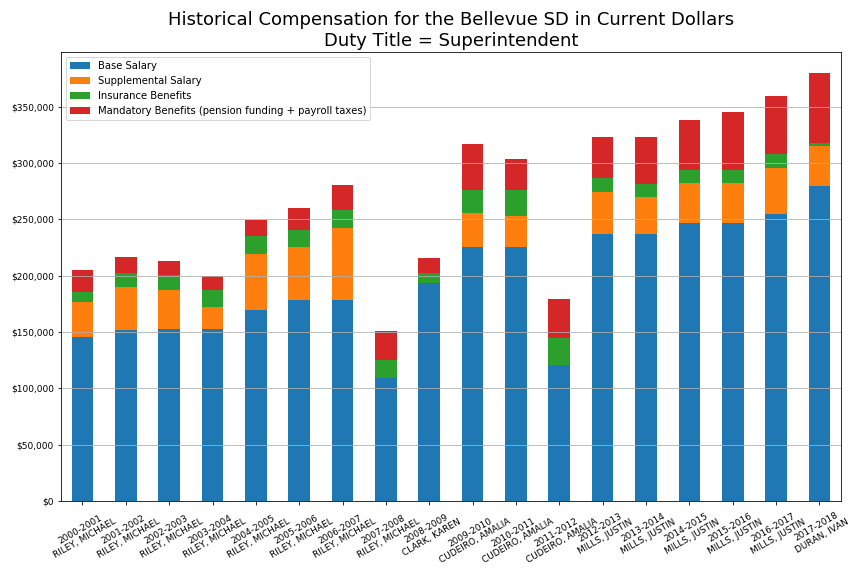 Historical Compensation for the Bellevue SD in Current Dollars
Duty Title = Superintendent
Base Salary
Supplemental Salary
Insurance Benefits
Mandatory Benefits (pension funding + payroll taxes)
$350,000
$300,000
$250,000
$200,000
$150,000
$100,000
$50,000
$0
2000-2001
RILEY, MICHAEL
2001-2002
RILEY, MICHAEL
2002-2003
RILEY, MICHAEL
2003-2004
RILEY, MICHAEL
2004-2005
RILEY, MICHAEL
2005-2006
RILEY, MICHAEL
2006-2007
RILEY, MICHAEL
2007-2008
RILEY, MICHAEL
2008-2009
CLARK, KAREN
2009-2010
CUDEIRO, AMALIA
2010-2011
CUDEIRO, AMALIA
2011-2012
CUDEIRO, AMALIA
2012-2013
MILLS, JUSTIN
2013-2014
MILLS, JUSTIN
2014-2015
MILLS, JUSTIN
2015-2016
MILLS, JUSTIN
2016-2017
MILLS, JUSTIN
2017-2018
DURAN, IVAN